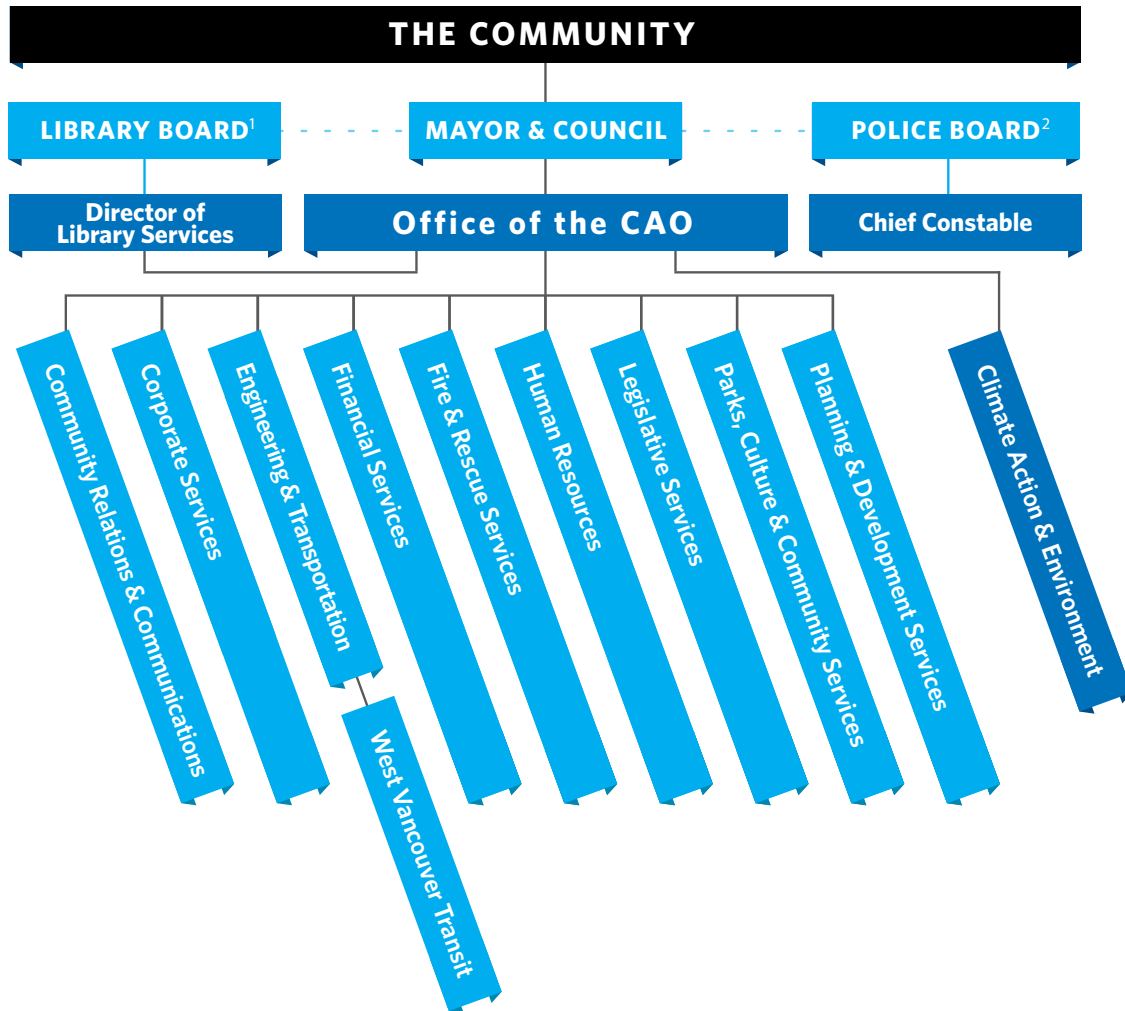 THE COMMUNITY
LIBRARY BOARD1
MAYOR & COUNCIL
POLICE BOARD2
Director of
Library Services
Office of the CAO
Chief Constable
Community Relations & Communications
Corporate Services
Engineering & Transportation
Financial Services
Fire & Rescue Services
Human Resources
Legislative Services
Parks, Culture & Community Services
Planning & Development Services
Climate Action & Environment
West Vancouver Transit